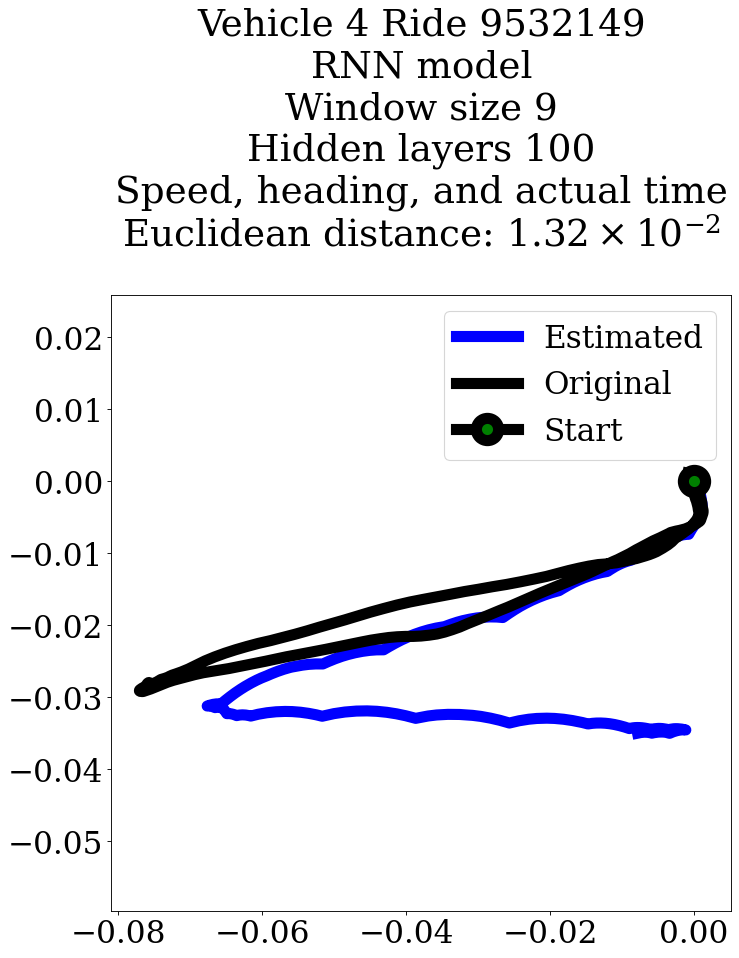 Vehicle 4 Ride 9532149
RNN model
Window size 9
Hidden layers 100
Speed, heading, and actual time
Euclidean distance: 1.32 × 10⁻²
Estimated
Original
Start
0.02
0.01
0.00
−0.01
−0.02
−0.03
−0.04
−0.05
−0.08 −0.06 −0.04 −0.02 0.00